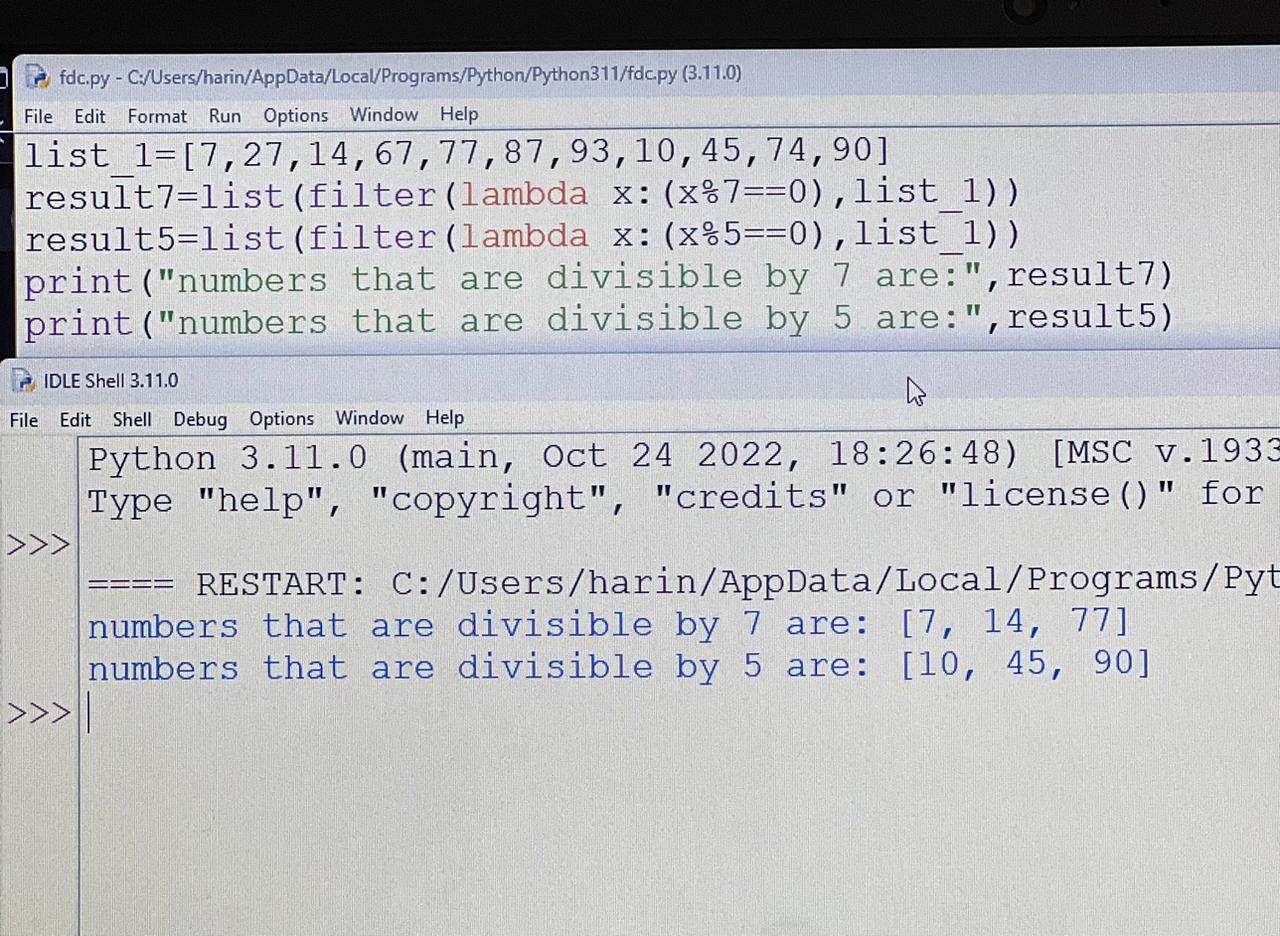 fdc.py - C:/Users/harin/AppData/Local/Programs/Python/Python311/fdc.py (3.11.0)
File Edit Format Run Options Window Help
list_1=[7,27,14,67,77,87,93,10,45,74,90]
result7=list(filter(lambda x:(x%7==0),list_1))
result5=list(filter(lambda x:(x%5==0),list_1))
print("numbers that are divisible by 7 are:",result7)
print("numbers that are divisible by 5 are:",result5)
IDLE Shell 3.11.0
File Edit Shell Debug Options Window Help
Python 3.11.0 (main, Oct 24 2022, 18:26:48) [MSC v.1933
Type "help", "copyright", "credits" or "license()" for
>>>
==== RESTART: C:/Users/harin/AppData/Local/Programs/Pyt
numbers that are divisible by 7 are: [7, 14, 77]
numbers that are divisible by 5 are: [10, 45, 90]
>>>